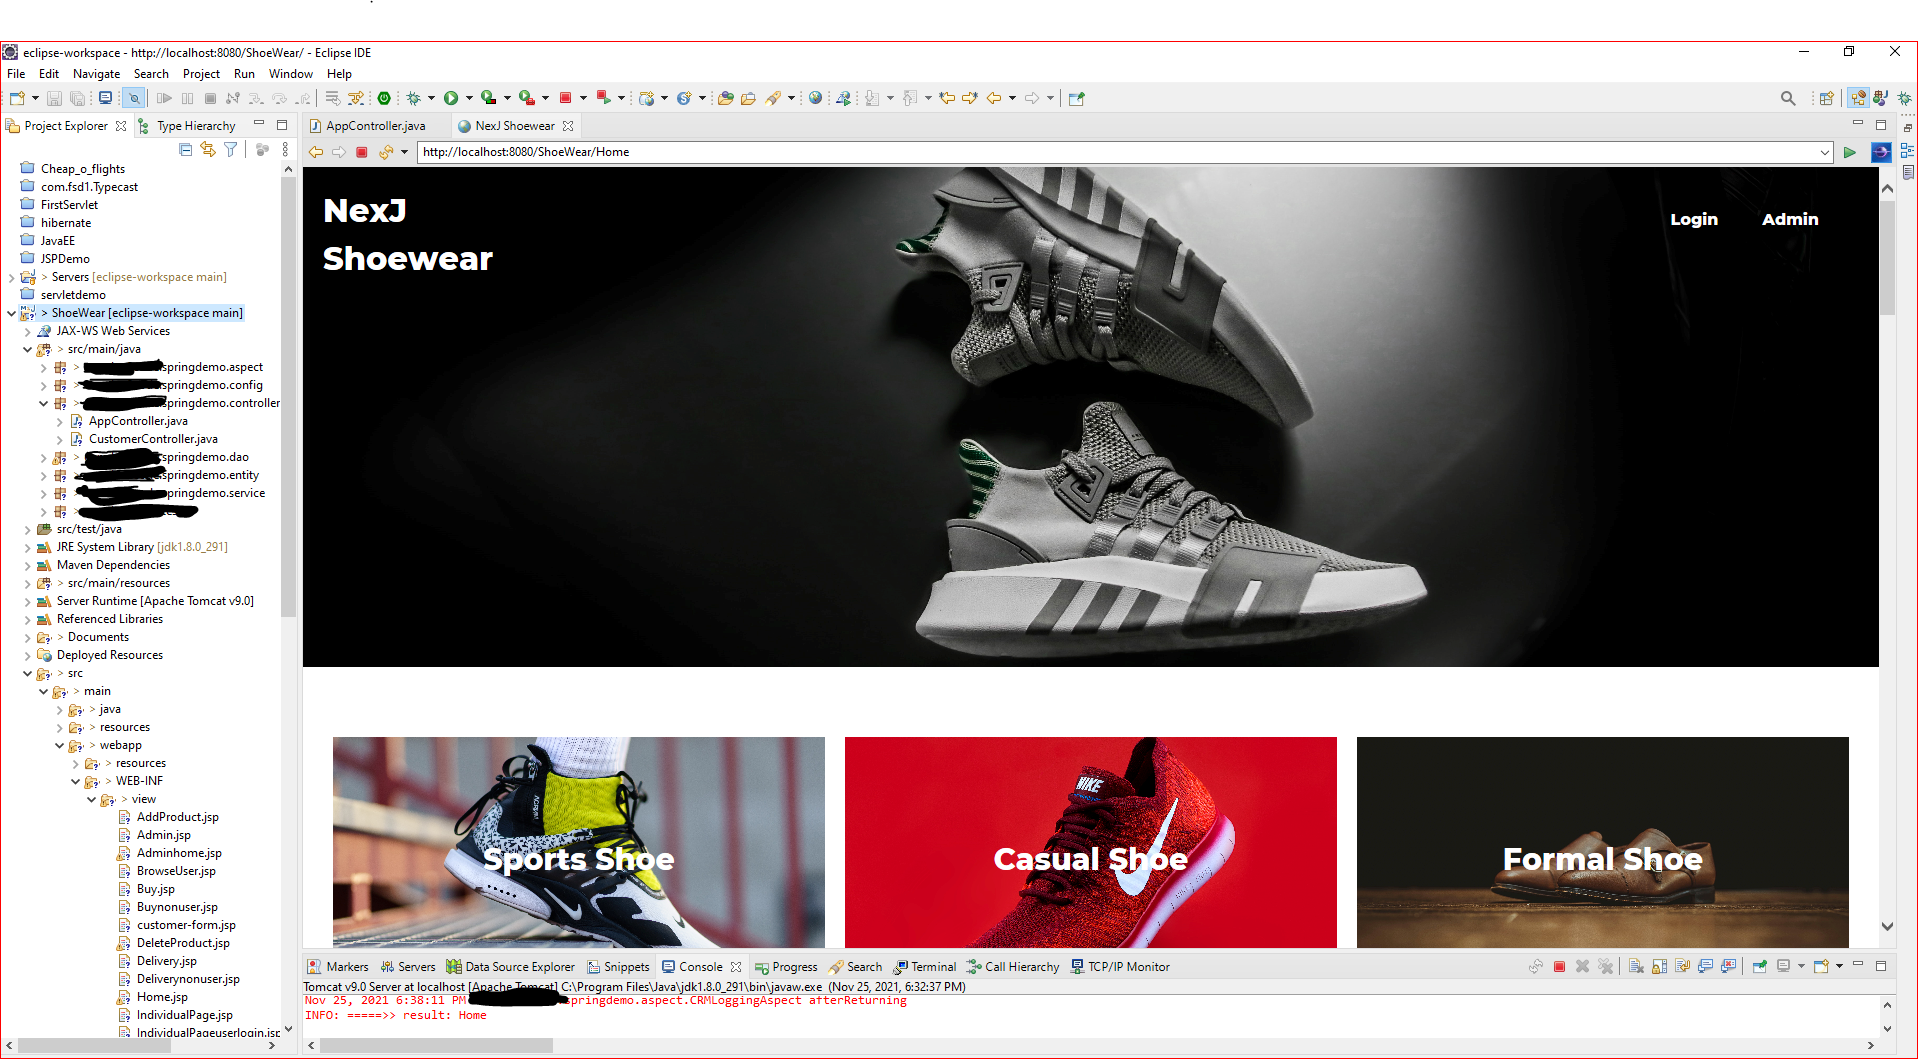 eclipse-workspace - http://localhost:8080/ShoeWear/ - Eclipse IDE
File Edit Navigate Search Project Run Window Help
Project Explorer Type Hierarchy
AppController.java NexJ Shoewear
http://localhost:8080/ShoeWear/Home
Cheap_o_flights
com.fsd1.Typecast
FirstServlet
hibernate
JavaEE
JSPDemo
> Servers [eclipse-workspace main]
servletdemo
> ShoeWear [eclipse-workspace main]
JAX-WS Web Services
> src/main/java
> springdemo.aspect
> springdemo.config
> springdemo.controller
AppController.java
CustomerController.java
> springdemo.dao
> springdemo.entity
> springdemo.service
>
src/test/java
JRE System Library [jdk1.8.0_291]
Maven Dependencies
> src/main/resources
Server Runtime [Apache Tomcat v9.0]
Referenced Libraries
> Documents
Deployed Resources
> src
> main
> java
> resources
> webapp
> resources
> WEB-INF
> view
AddProduct.jsp
Admin.jsp
Adminhome.jsp
BrowseUser.jsp
Buy.jsp
Buynonuser.jsp
customer-form.jsp
DeleteProduct.jsp
Delivery.jsp
Deliverynonuser.jsp
Home.jsp
IndividualPage.jsp
IndividualPageuserlogin.jsp
NexJ
Shoewear
Login Admin
NIKE
Sports Shoe
Casual Shoe
Formal Shoe
Markers Servers Data Source Explorer Snippets Console Progress Search Terminal Call Hierarchy TCP/IP Monitor
Tomcat v9.0 Server at localhost [Apache Tomcat] C:\Program Files\Java\jdk1.8.0_291\bin\javaw.exe (Nov 25, 2021, 6:32:37 PM)
Nov 25, 2021 6:38:11 PM springdemo.aspect.CRMLoggingAspect afterReturning
INFO: =====>> result: Home